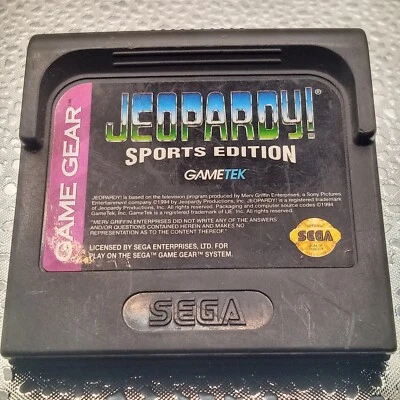 GAME GEAR™
JEOPARDY!®
SPORTS EDITION
GAMETEK
JEOPARDY! is based on the television program produced by Merv Griffin Enterprises, a Sony Pictures
Entertainment company ©1994 by Jeopardy Productions, Inc. All rights reserved. JEOPARDY! is a registered trademark
of Jeopardy Productions, Inc. All rights reserved. Packaging and computer source codes ©1994
GameTek, Inc. GameTek is a registered trademark of IJE, Inc. All rights reserved.
"MERV GRIFFIN ENTERPRISES DID NOT WRITE ANY OF THE ANSWERS
AND/OR QUESTIONS CONTAINED HEREIN AND MAKES NO
REPRESENTATION AS TO THE CONTENT THEREOF."
LICENSED BY SEGA ENTERPRISES, LTD. FOR
PLAY ON THE SEGA™ GAME GEAR™ SYSTEM.
SEGA
SEGA